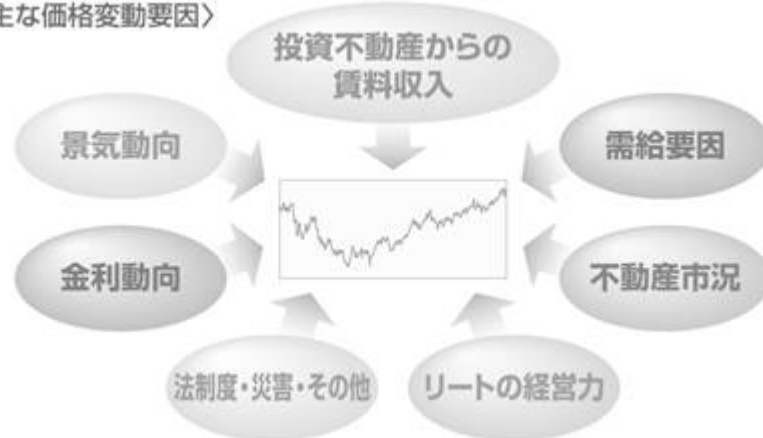 主な価格変動要因〉
投資不動産からの
賃料収入
景気動向
需給要因
金利動向
不動産市況
法制度・災害・その他
リートの経営力